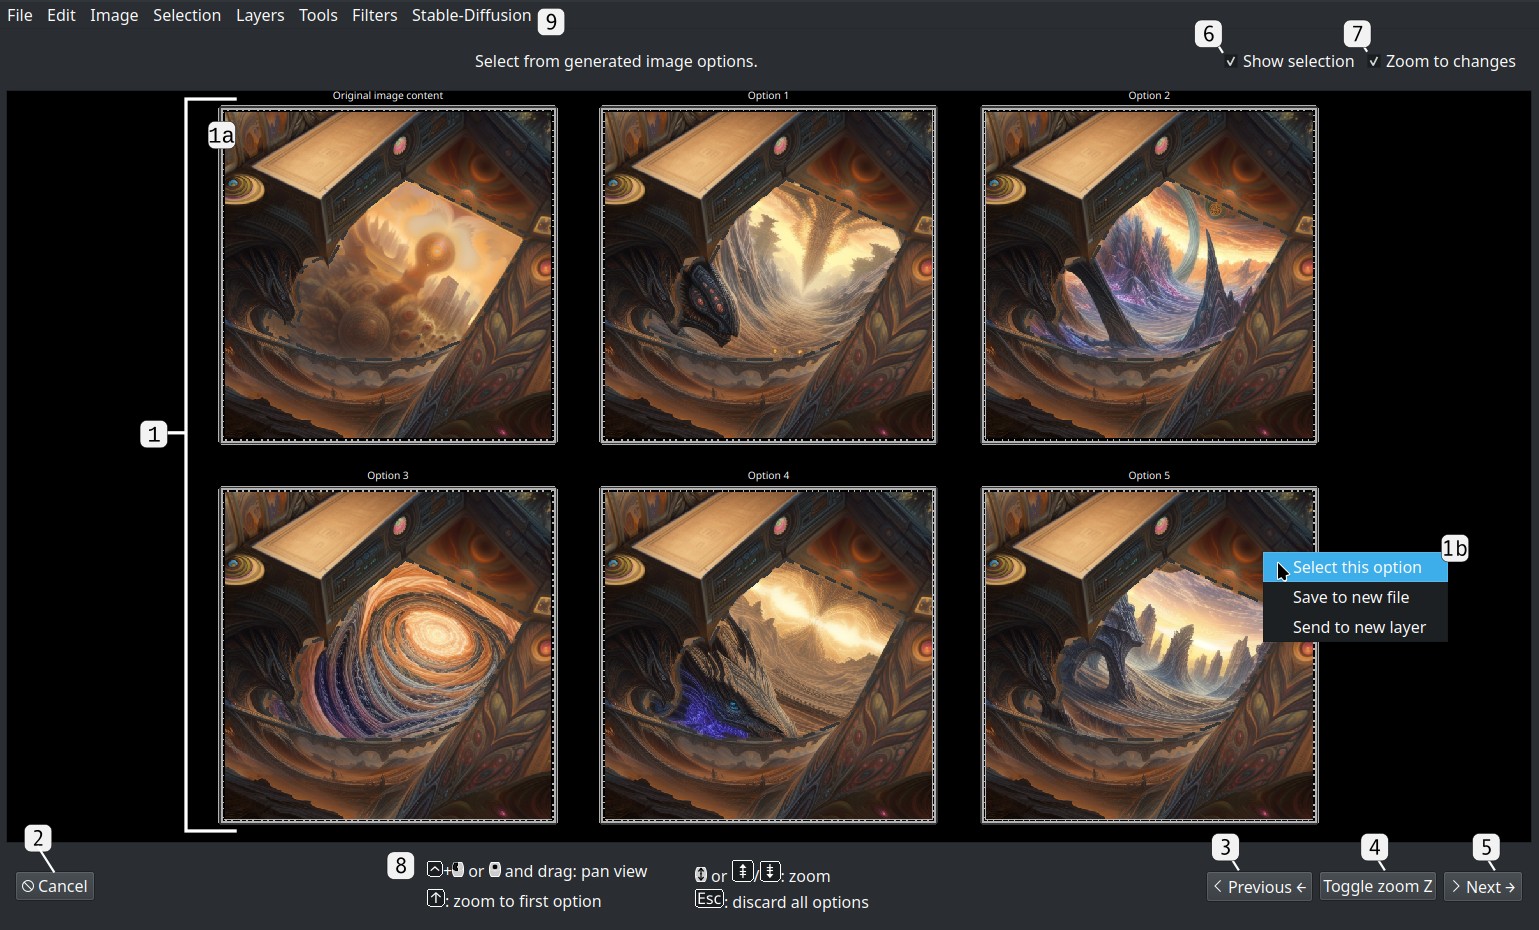 File Edit Image Selection Layers Tools Filters Stable-Diffusion 9
6 7
Select from generated image options.
✓ Show selection ✓ Zoom to changes
Original image content Option 1 Option 2
1a
1
Option 3 Option 4 Option 5
1b
Select this option
Save to new file
Send to new layer
2 3 4 5
8
^+ or and drag: pan view
or / : zoom
↑: zoom to first option
Esc: discard all options
Cancel
< Previous ← Toggle zoom Z > Next →